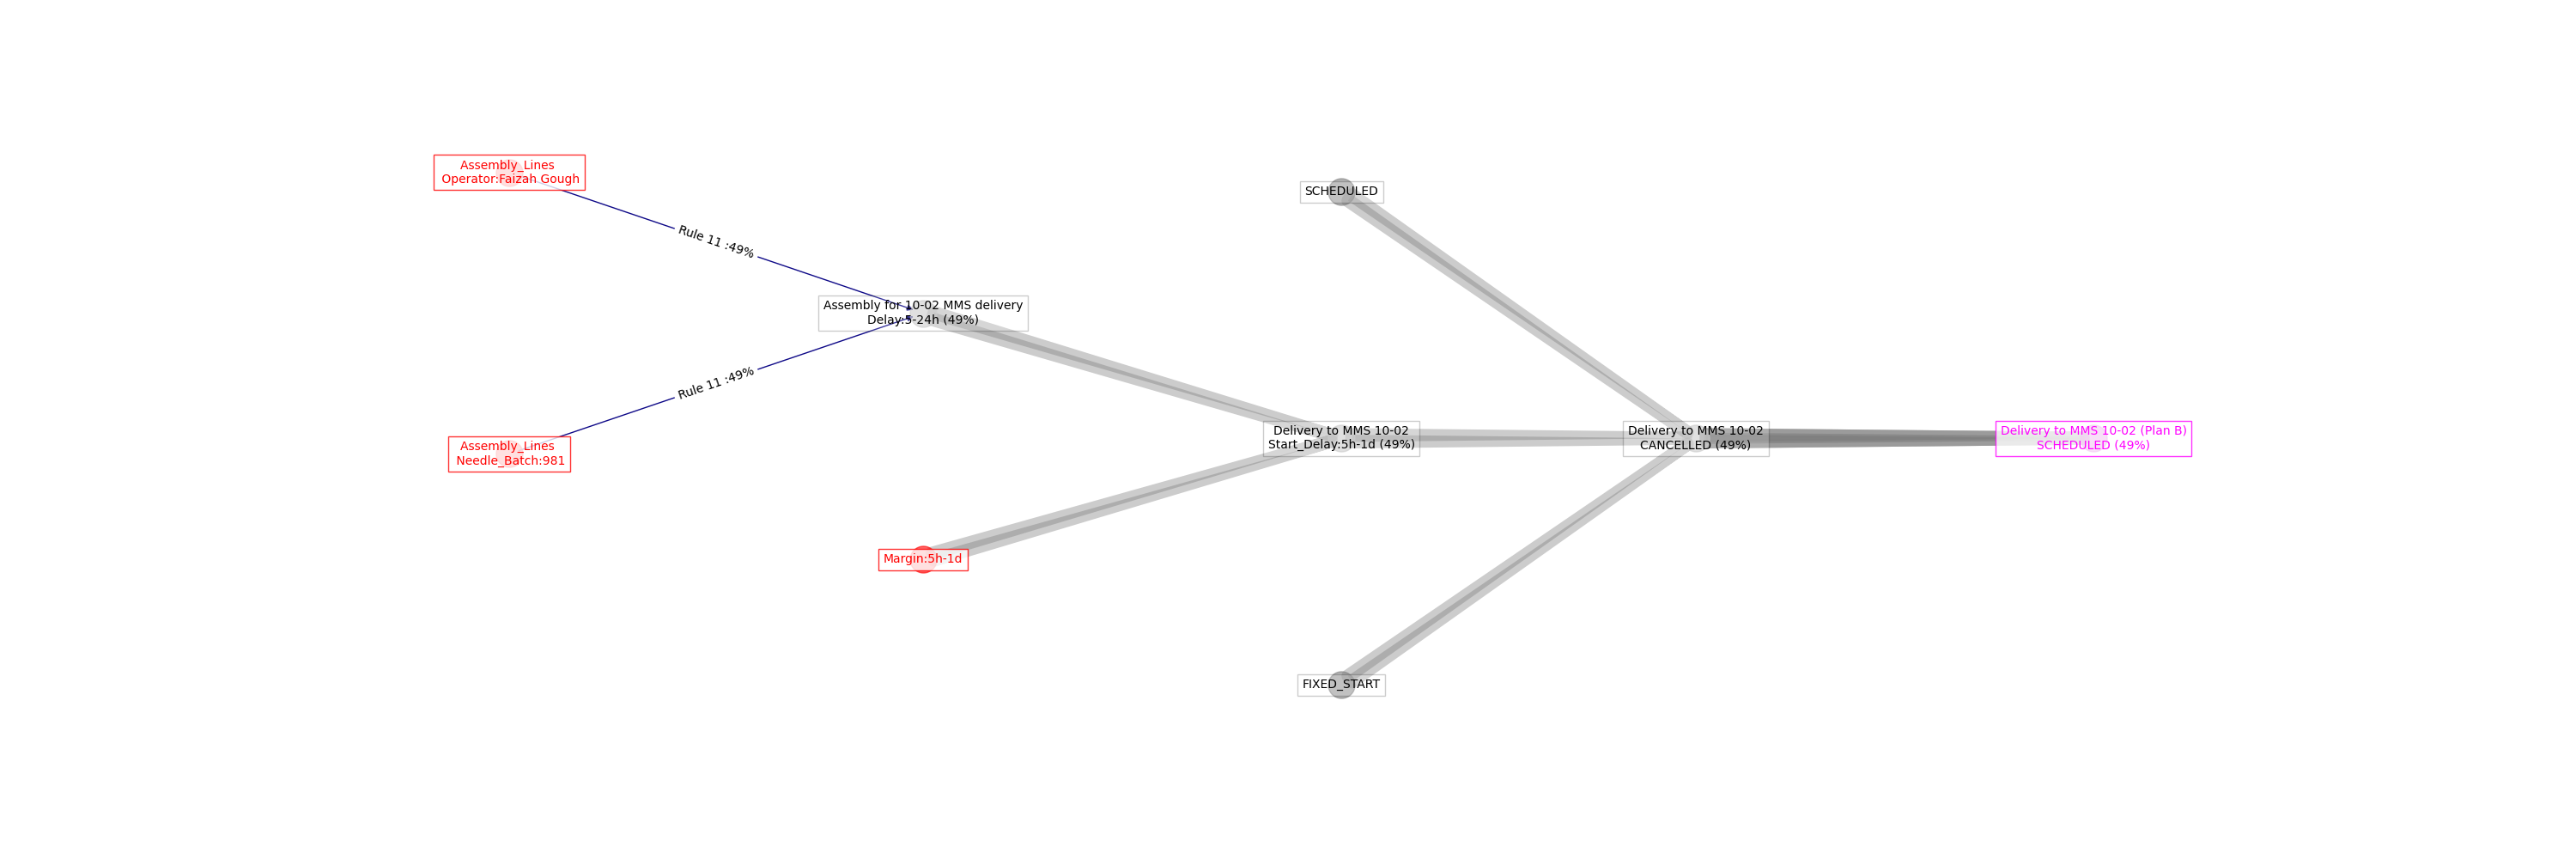 Assembly_Lines
Operator:Faizah Gough
Rule 11 :49%
Assembly for 10-02 MMS delivery
Delay:5-24h (49%)
Rule 11 :49%
Assembly_Lines
Needle_Batch:981
Margin:5h-1d
SCHEDULED
Delivery to MMS 10-02
Start_Delay:5h-1d (49%)
FIXED_START
Delivery to MMS 10-02
CANCELLED (49%)
Delivery to MMS 10-02 (Plan B)
SCHEDULED (49%)